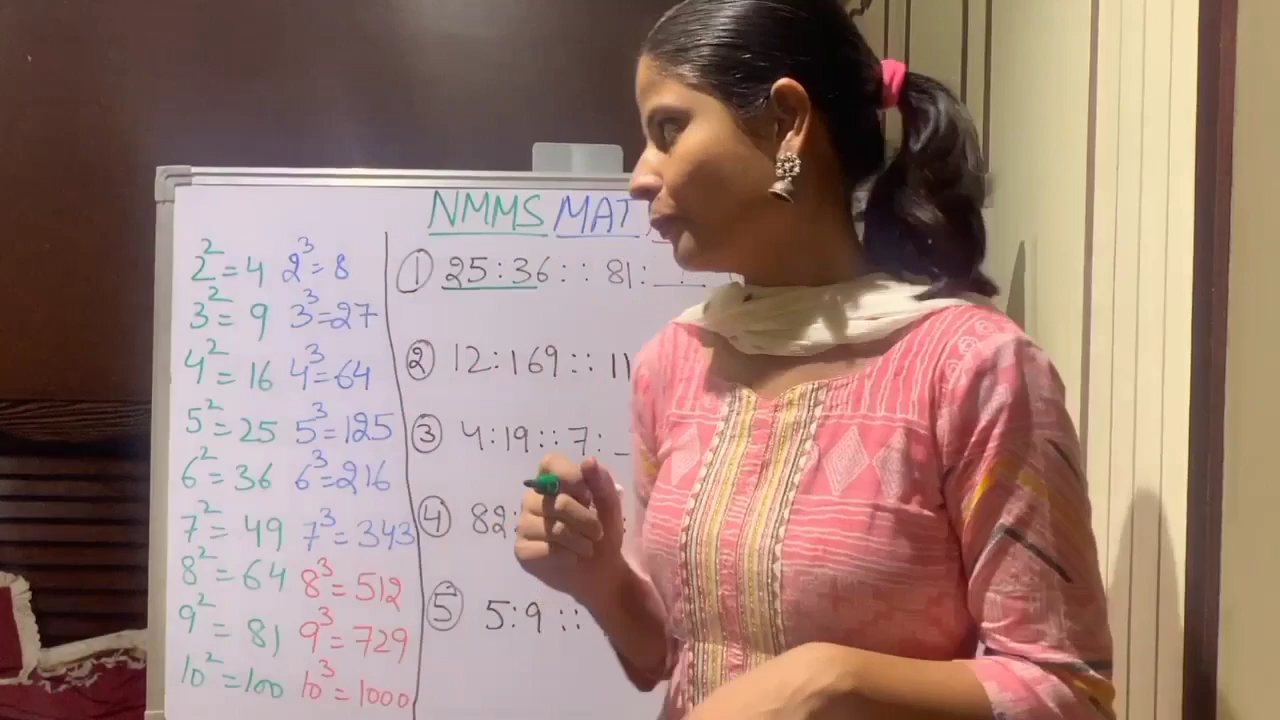 NMMS MAT
2² = 4 2³ = 8
3² = 9 3³ = 27
4² = 16 4³ = 64
5² = 25 5³ = 125
6² = 36 6³ = 216
7² = 49 7³ = 343
8² = 64 8³ = 512
9² = 81 9³ = 729
10² = 100 10³ = 1000
① 25 : 36 : : 81 : ___
② 12 : 169 : : 11
③ 4 : 19 : : 7 : _
④ 82 :
⑤ 5 : 9 : :